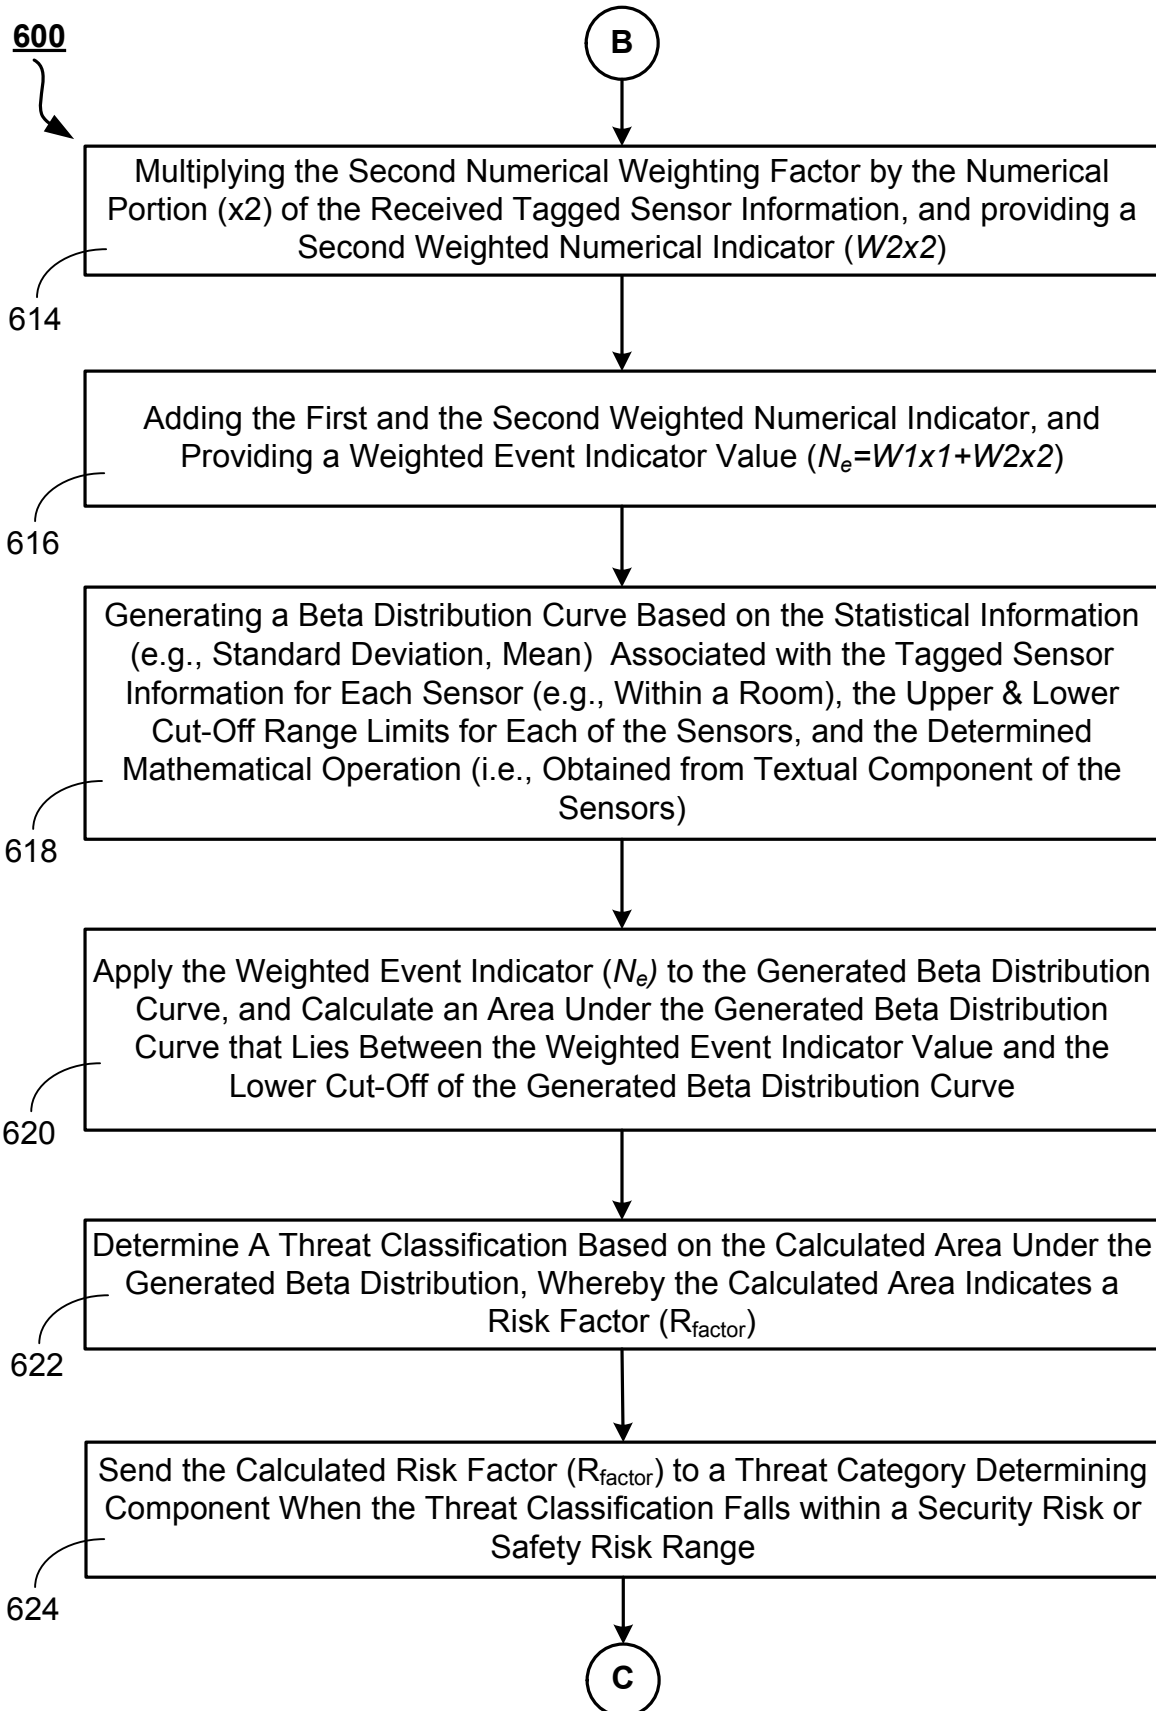 600
B
Multiplying the Second Numerical Weighting Factor by the Numerical
Portion (x2) of the Received Tagged Sensor Information, and providing a
Second Weighted Numerical Indicator (W2x2)
614
Adding the First and the Second Weighted Numerical Indicator, and
Providing a Weighted Event Indicator Value (Ne=W1x1+W2x2)
616
Generating a Beta Distribution Curve Based on the Statistical Information
(e.g., Standard Deviation, Mean) Associated with the Tagged Sensor
Information for Each Sensor (e.g., Within a Room), the Upper & Lower
Cut-Off Range Limits for Each of the Sensors, and the Determined
Mathematical Operation (i.e., Obtained from Textual Component of the
Sensors)
618
Apply the Weighted Event Indicator (Ne) to the Generated Beta Distribution
Curve, and Calculate an Area Under the Generated Beta Distribution
Curve that Lies Between the Weighted Event Indicator Value and the
Lower Cut-Off of the Generated Beta Distribution Curve
620
Determine A Threat Classification Based on the Calculated Area Under the
Generated Beta Distribution, Whereby the Calculated Area Indicates a
Risk Factor (Rfactor)
622
Send the Calculated Risk Factor (Rfactor) to a Threat Category Determining
Component When the Threat Classification Falls within a Security Risk or
Safety Risk Range
624
C